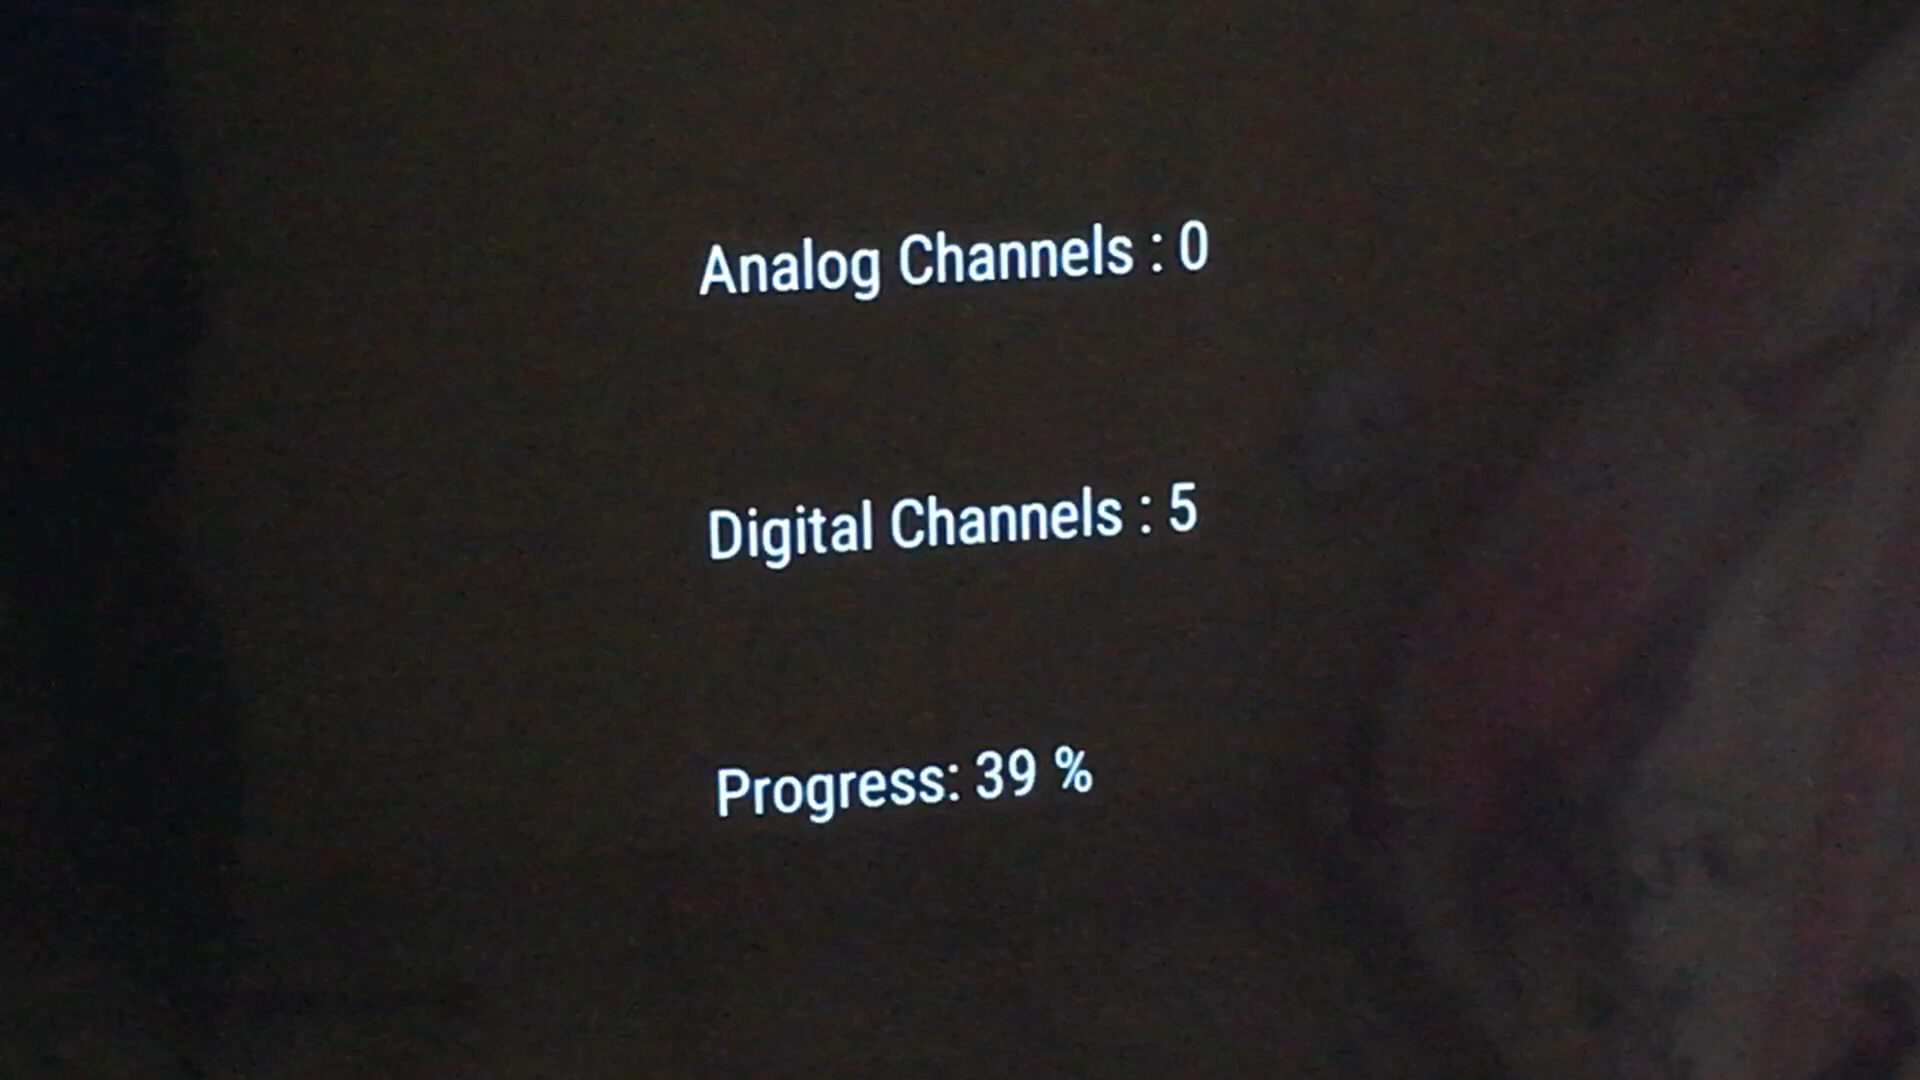 Analog Channels : 0
Digital Channels : 5
Progress: 39 %